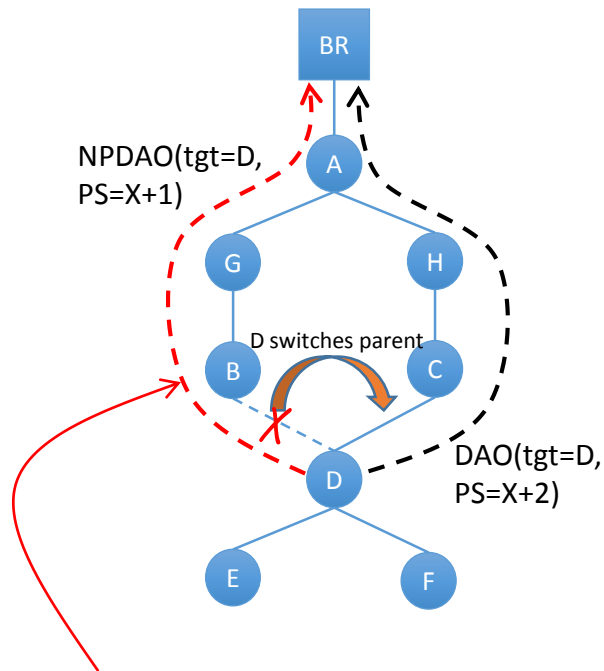 BR
NPDAO(tgt=D,
PS=X+1)
A
G
H
D switches parent
B
C
D
DAO(tgt=D,
PS=X+2)
E
F